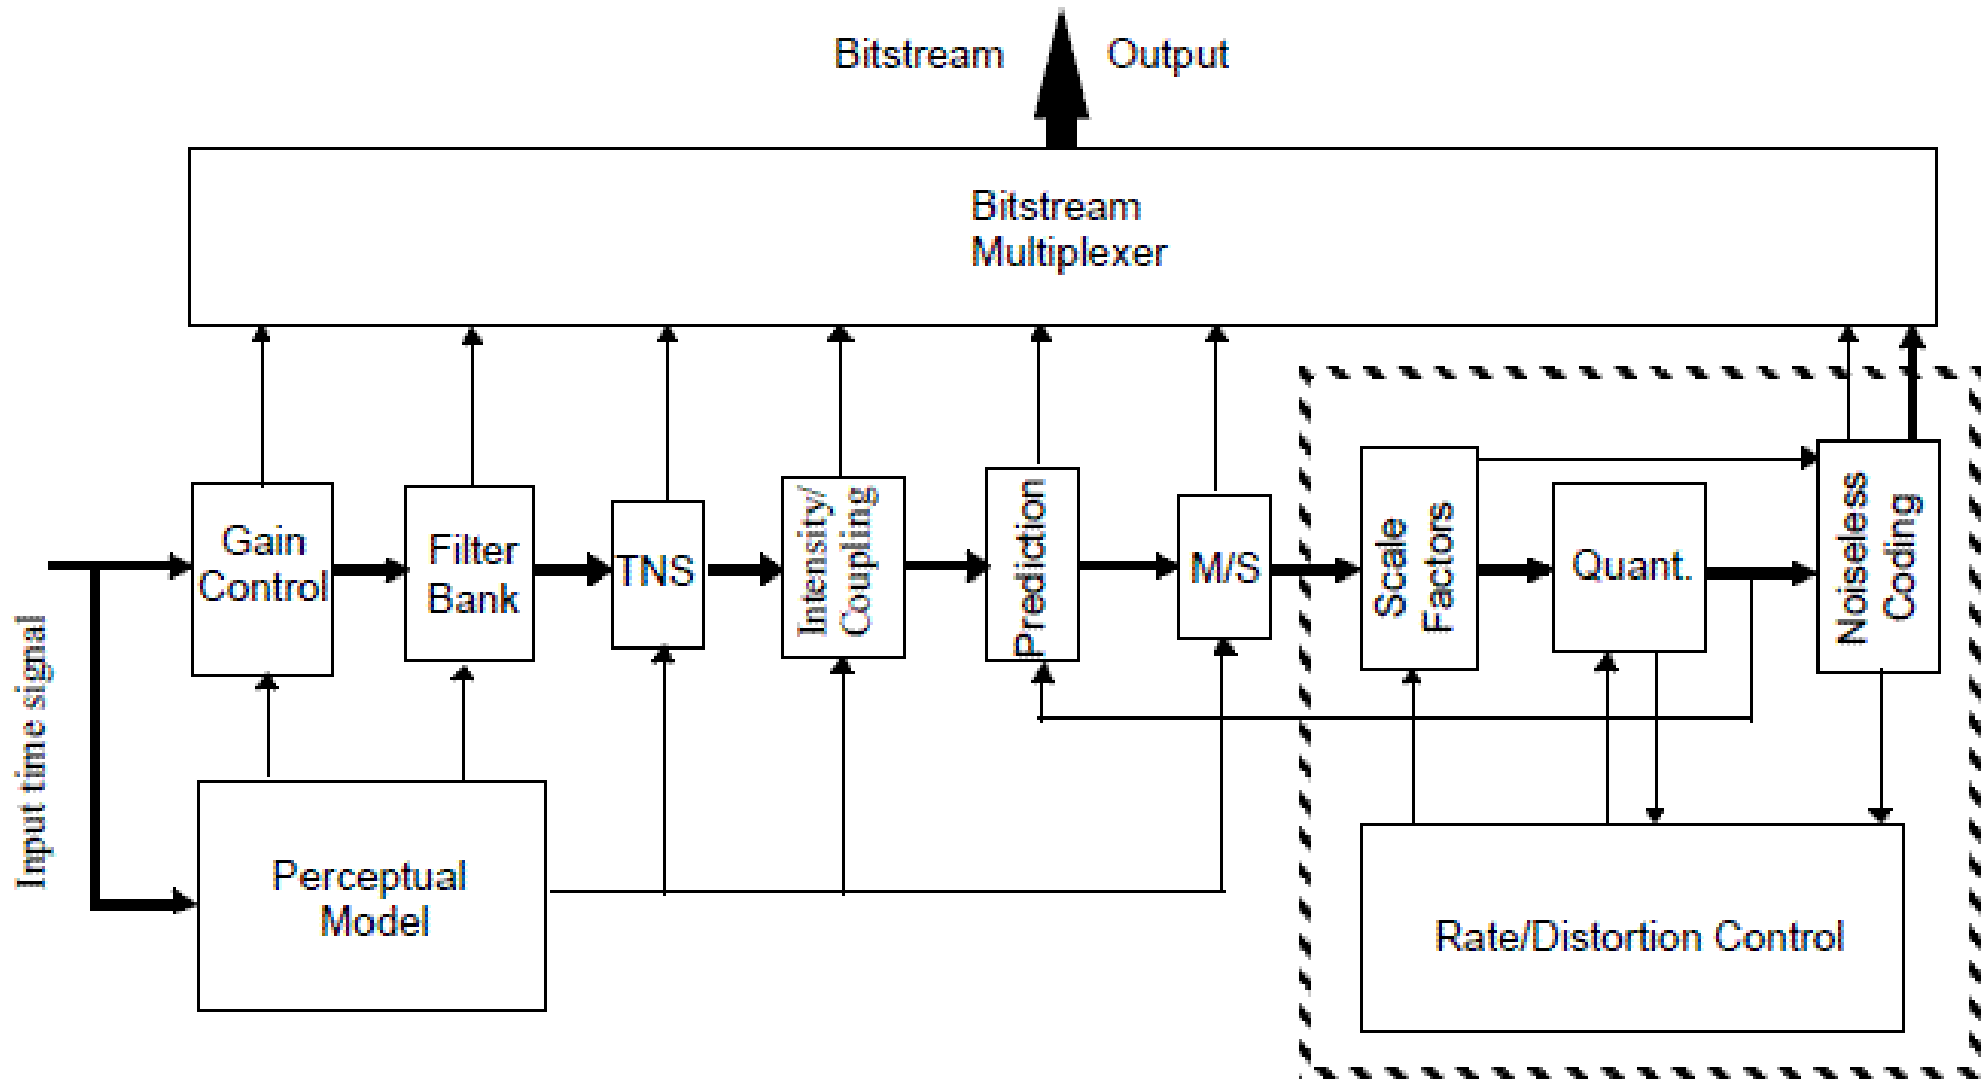 Bitstream Output
Bitstream
Multiplexer
Gain
Control
Filter
Bank
TNS
Intensity/
Coupling
Prediction
M/S
Scale
Factors
Quant.
Noiseless
Coding
Input time signal
Perceptual
Model
Rate/Distortion Control